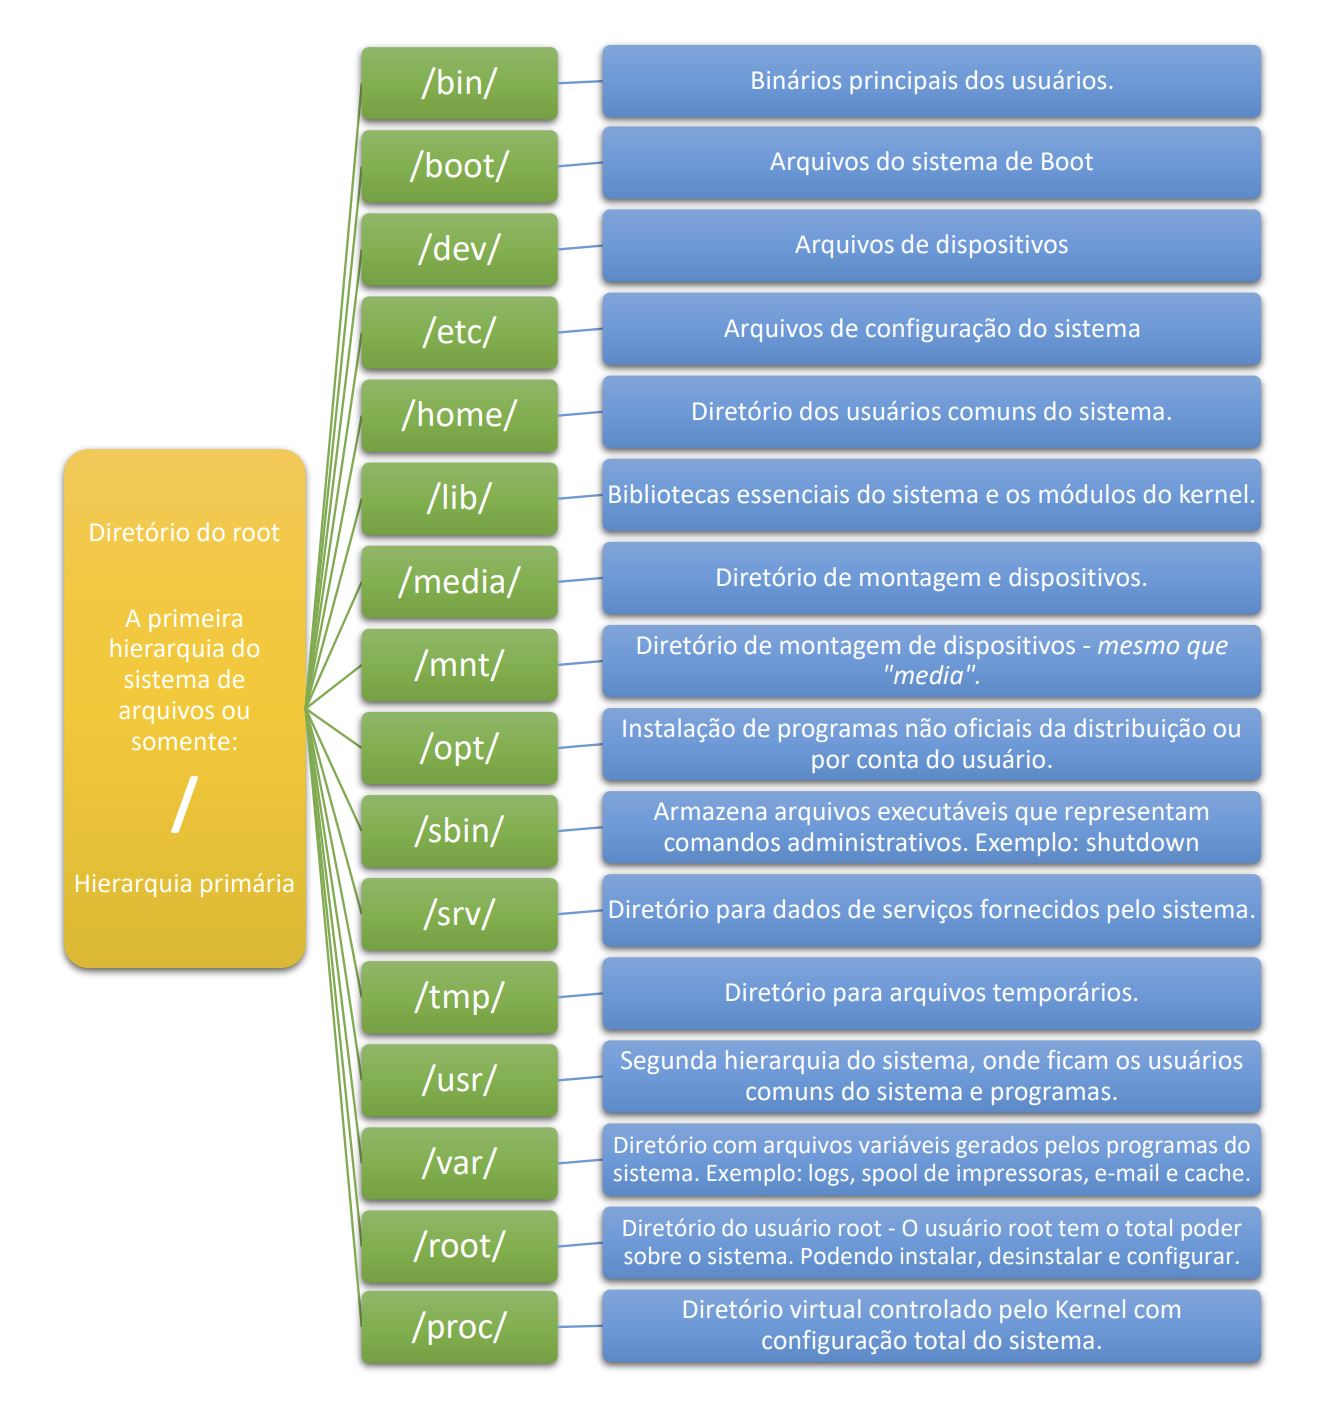 Diretório do root
A primeira
hierarquia do
sistema de
arquivos ou
somente:
/
Hierarquia primária
/bin/
Binários principais dos usuários.
/boot/
Arquivos do sistema de Boot
/dev/
Arquivos de dispositivos
/etc/
Arquivos de configuração do sistema
/home/
Diretório dos usuários comuns do sistema.
/lib/
Bibliotecas essenciais do sistema e os módulos do kernel.
/media/
Diretório de montagem e dispositivos.
/mnt/
Diretório de montagem de dispositivos - mesmo que
"media".
/opt/
Instalação de programas não oficiais da distribuição ou
por conta do usuário.
/sbin/
Armazena arquivos executáveis que representam
comandos administrativos. Exemplo: shutdown
/srv/
Diretório para dados de serviços fornecidos pelo sistema.
/tmp/
Diretório para arquivos temporários.
/usr/
Segunda hierarquia do sistema, onde ficam os usuários
comuns do sistema e programas.
/var/
Diretório com arquivos variáveis gerados pelos programas do
sistema. Exemplo: logs, spool de impressoras, e-mail e cache.
/root/
Diretório do usuário root - O usuário root tem o total poder
sobre o sistema. Podendo instalar, desinstalar e configurar.
/proc/
Diretório virtual controlado pelo Kernel com
configuração total do sistema.